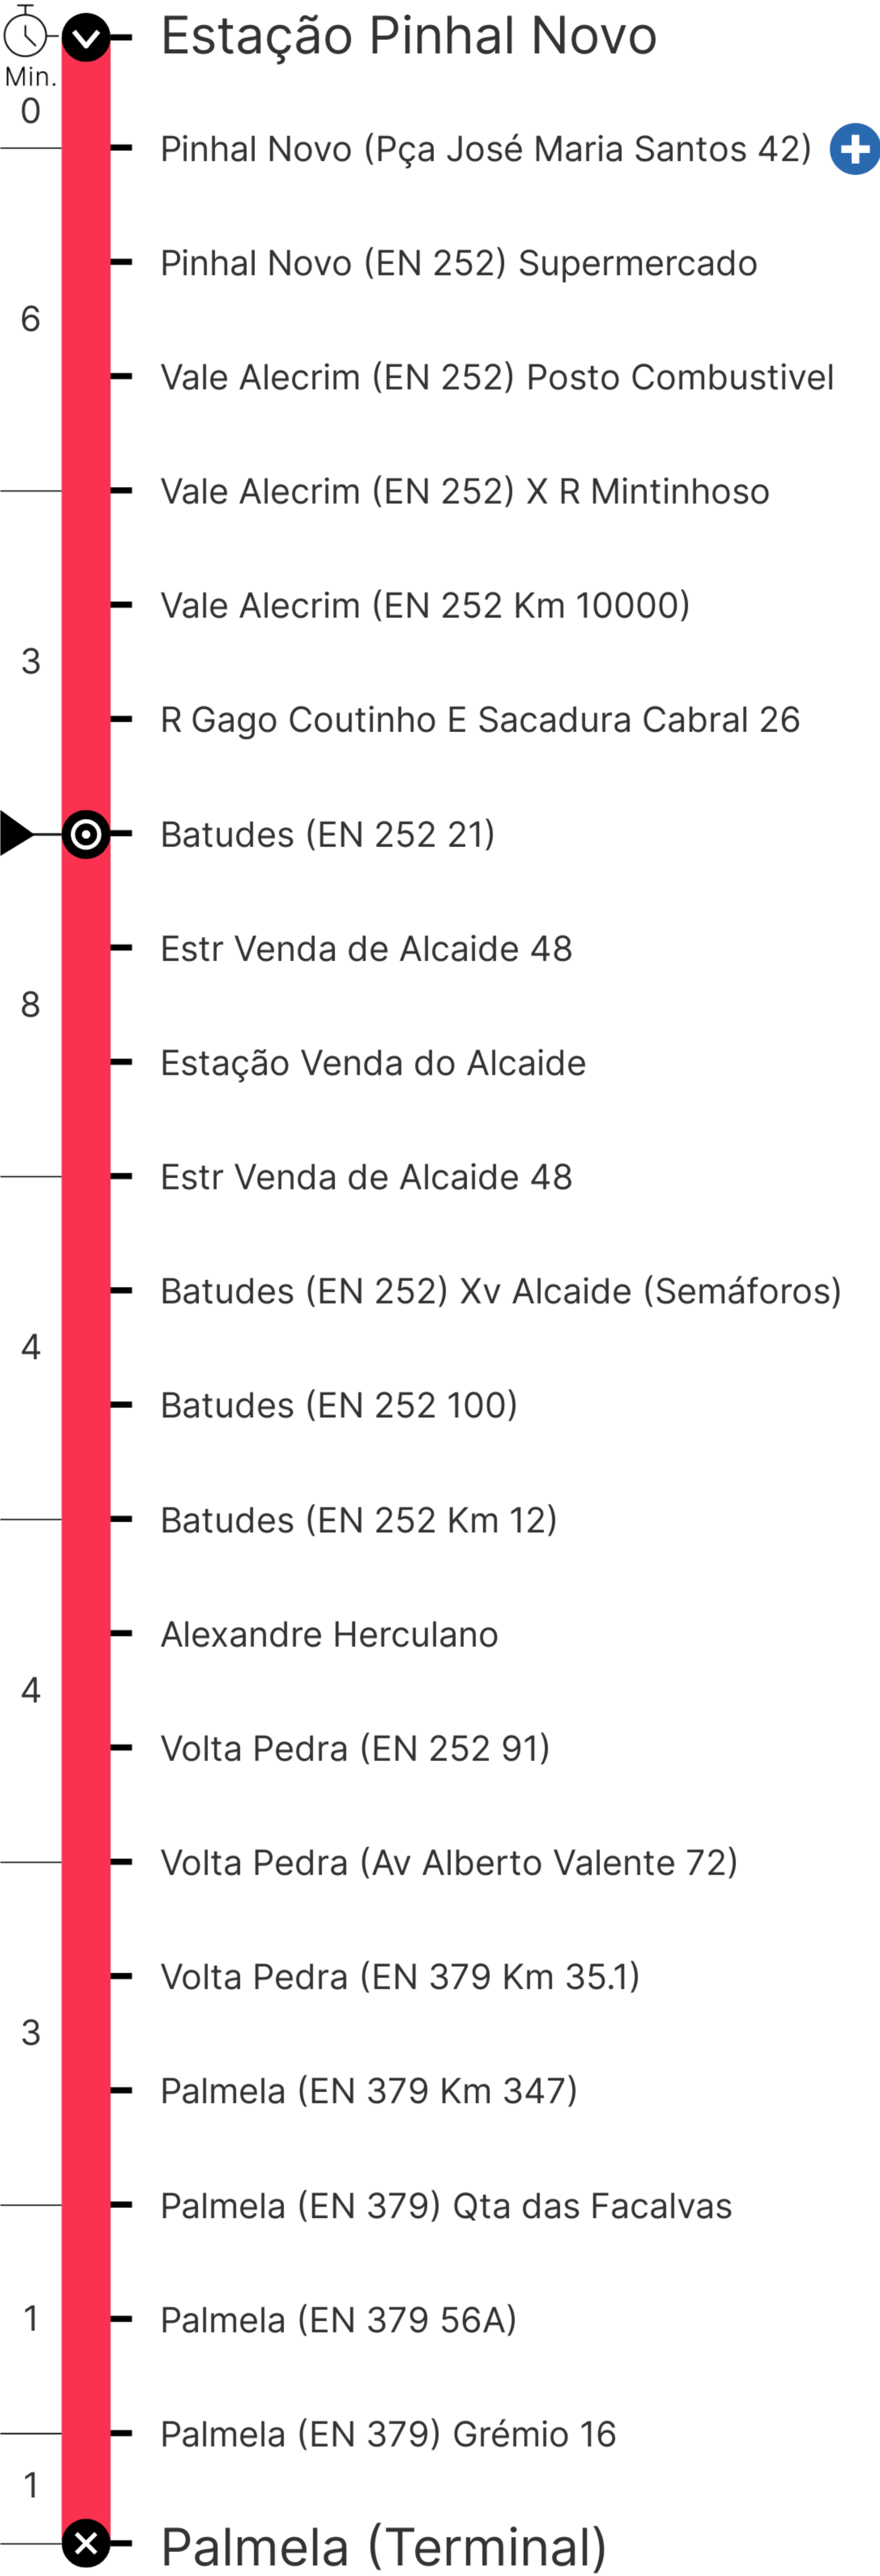 Estação Pinhal Novo
Min.
0
Pinhal Novo (Pça José Maria Santos 42)
Pinhal Novo (EN 252) Supermercado
6
Vale Alecrim (EN 252) Posto Combustivel
Vale Alecrim (EN 252) X R Mintinhoso
Vale Alecrim (EN 252 Km 10000)
3
R Gago Coutinho E Sacadura Cabral 26
Batudes (EN 252 21)
Estr Venda de Alcaide 48
8
Estação Venda do Alcaide
Estr Venda de Alcaide 48
Batudes (EN 252) Xv Alcaide (Semáforos)
4
Batudes (EN 252 100)
Batudes (EN 252 Km 12)
Alexandre Herculano
4
Volta Pedra (EN 252 91)
Volta Pedra (Av Alberto Valente 72)
Volta Pedra (EN 379 Km 35.1)
3
Palmela (EN 379 Km 347)
Palmela (EN 379) Qta das Facalvas
1
Palmela (EN 379 56A)
Palmela (EN 379) Grémio 16
1
Palmela (Terminal)